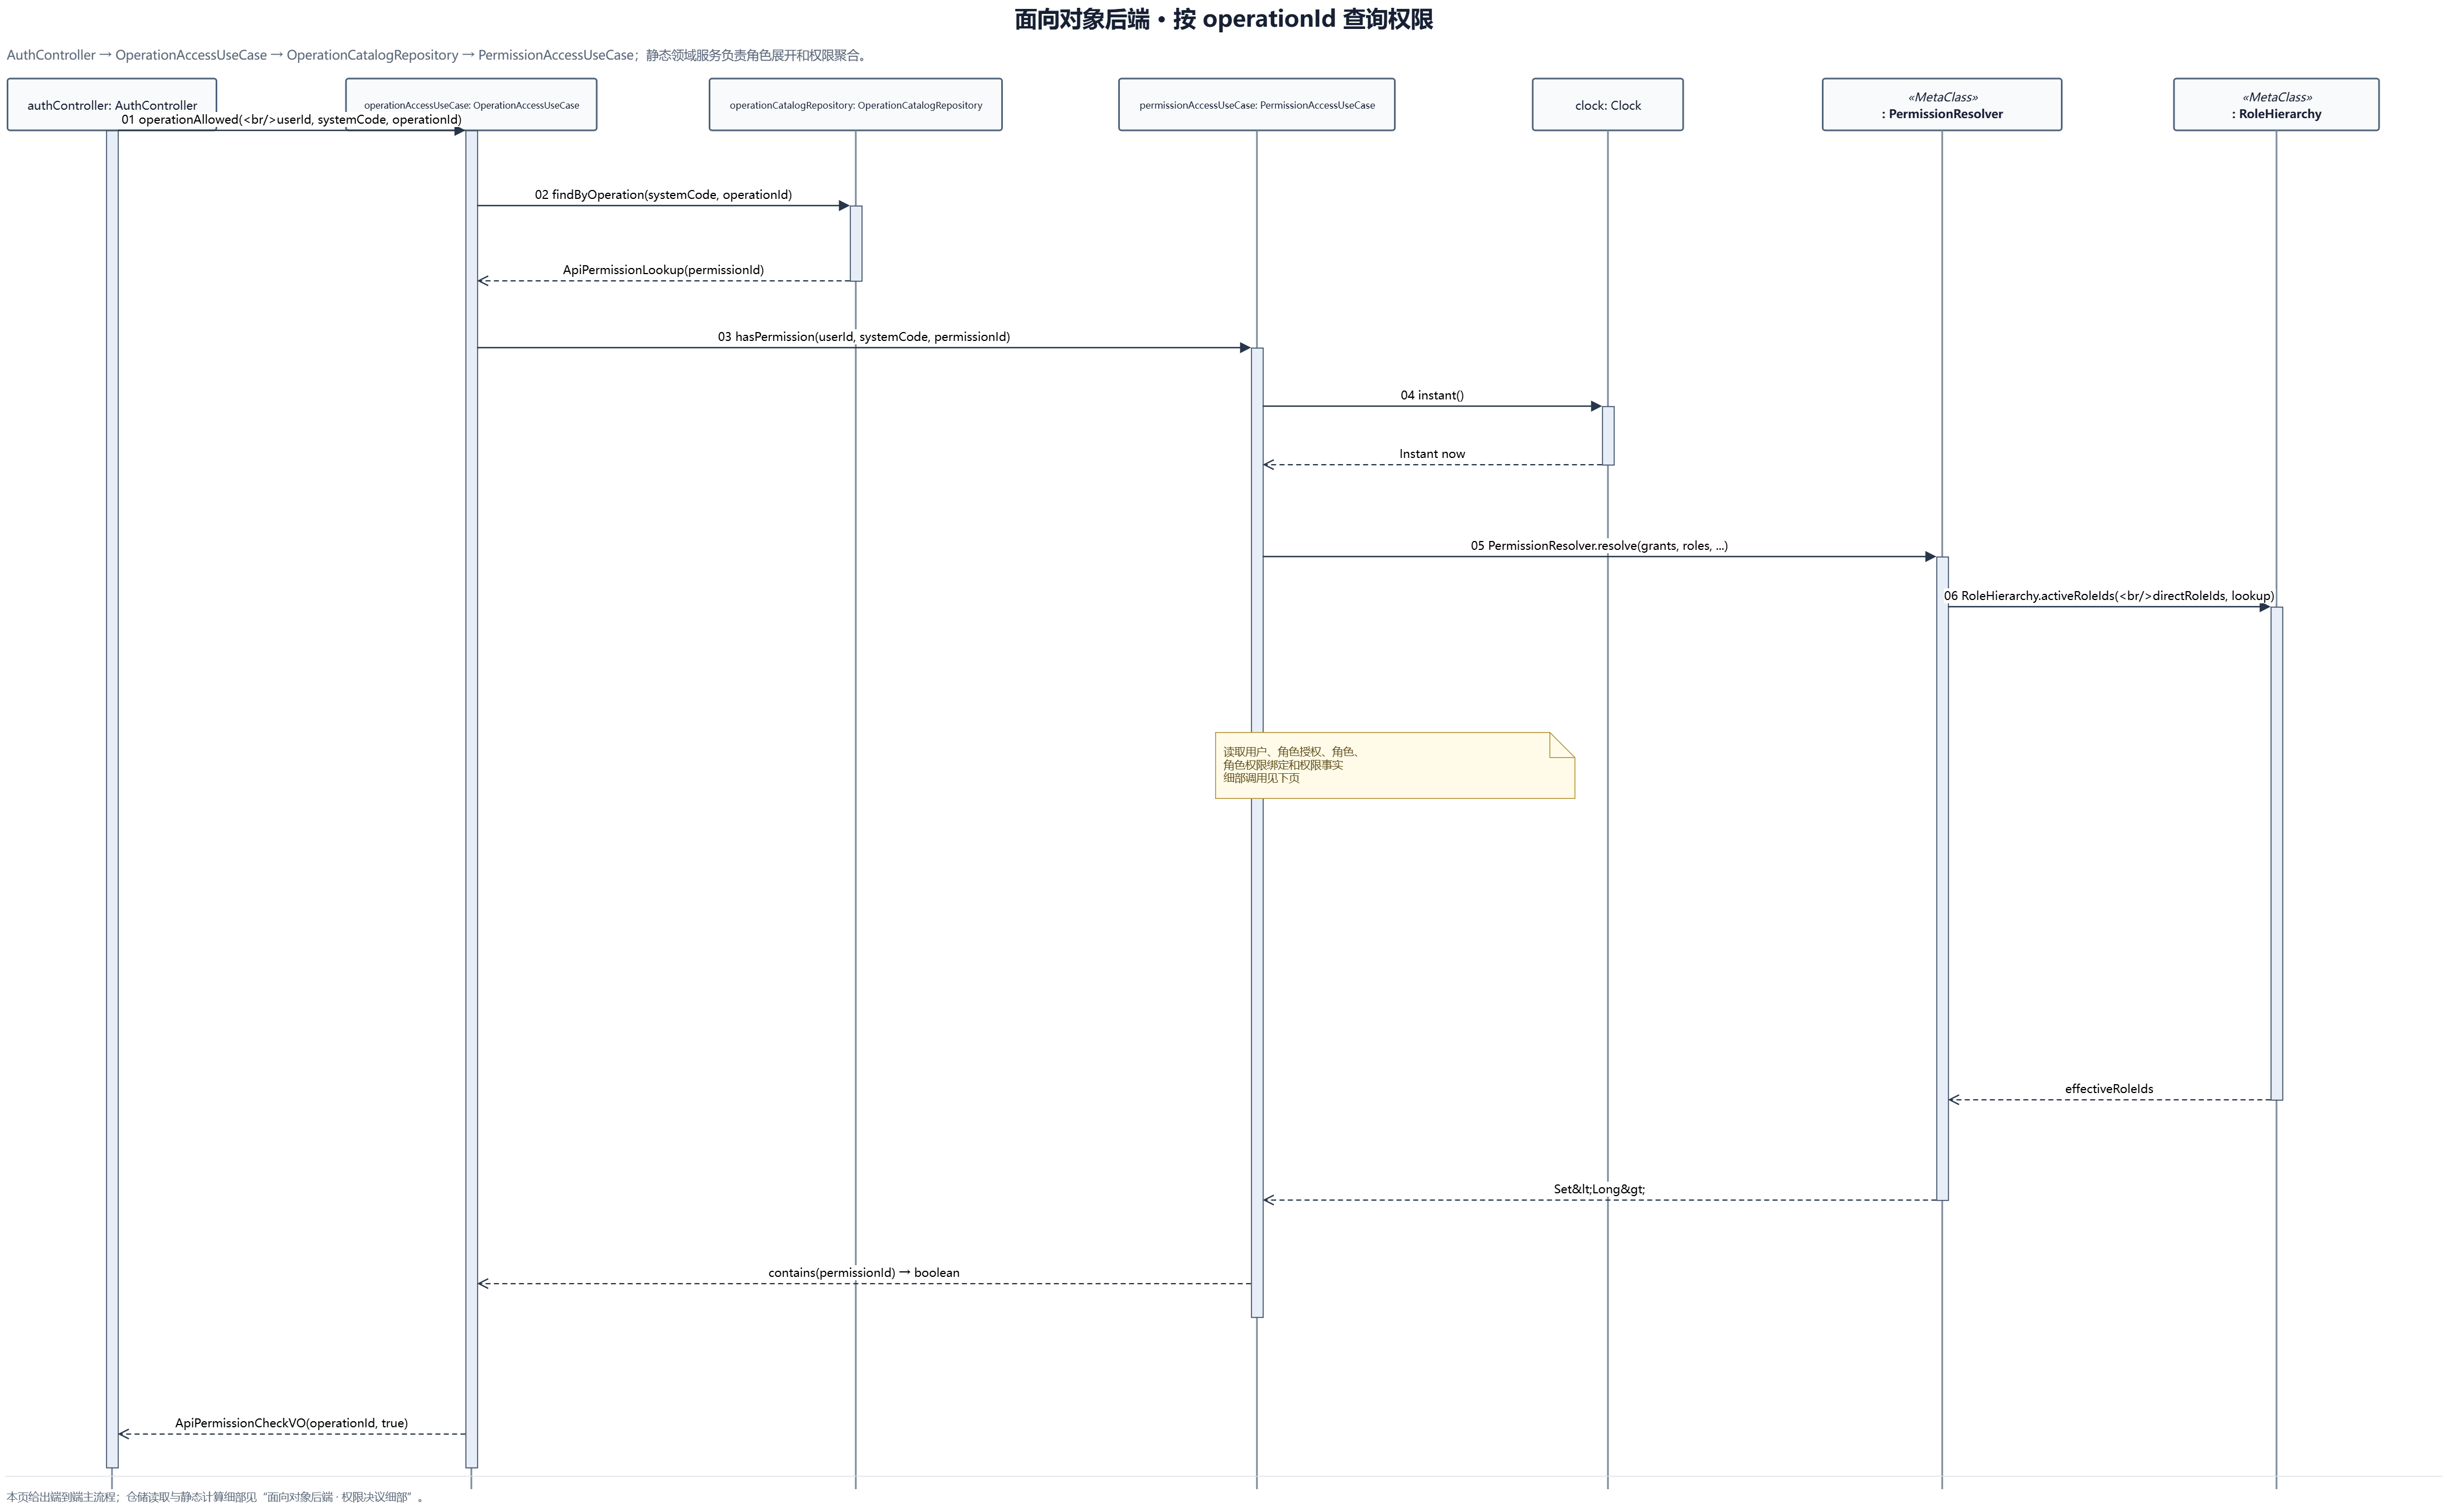 面向对象后端 • 按 operationId 查询权限
AuthController → OperationAccessUseCase → OperationCatalogRepository → PermissionAccessUseCase；静态领域服务负责角色展开和权限聚合。
authController: AuthController
operationAccessUseCase: OperationAccessUseCase
operationCatalogRepository: OperationCatalogRepository
permissionAccessUseCase: PermissionAccessUseCase
clock: Clock
«MetaClass»
: PermissionResolver
«MetaClass»
: RoleHierarchy
01 operationAllowed(<br/>userId, systemCode, operationId)
02 findByOperation(systemCode, operationId)
ApiPermissionLookup(permissionId)
03 hasPermission(userId, systemCode, permissionId)
04 instant()
Instant now
05 PermissionResolver.resolve(grants, roles, ...)
06 RoleHierarchy.activeRoleIds(<br/>directRoleIds, lookup)
读取用户、角色授权、角色、
角色权限绑定和权限事实
细部调用见下页
effectiveRoleIds
Set&lt;Long&gt;
contains(permissionId) → boolean
ApiPermissionCheckVO(operationId, true)
本页给出端到端主流程；仓储读取与静态计算细部见“面向对象后端 · 权限决议细部”。